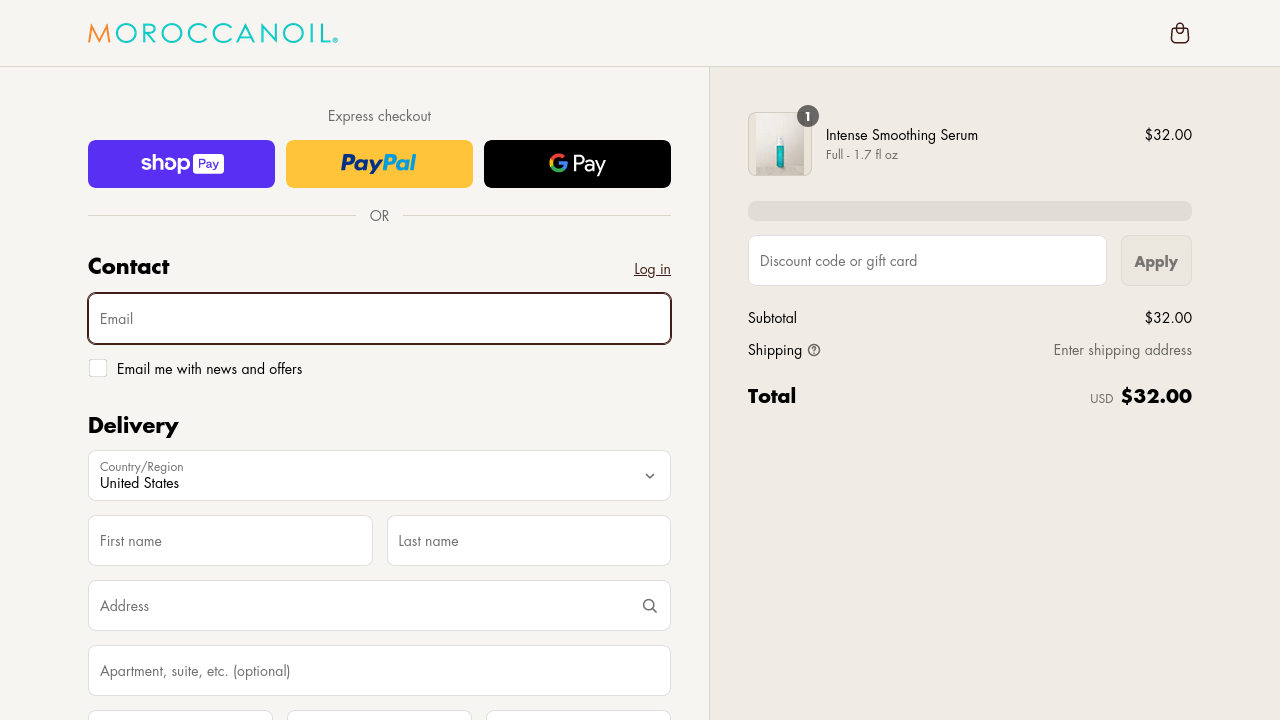 MOROCCANOIL®
Express checkout
shop Pay
PayPal
G Pay
OR
Contact
Log in
Email
Email me with news and offers
Delivery
Country/Region
United States
First name
Last name
Address
Apartment, suite, etc. (optional)
1
Intense Smoothing Serum
$32.00
Full - 1.7 fl oz
Discount code or gift card
Apply
Subtotal
$32.00
Shipping
Enter shipping address
Total
USD $32.00